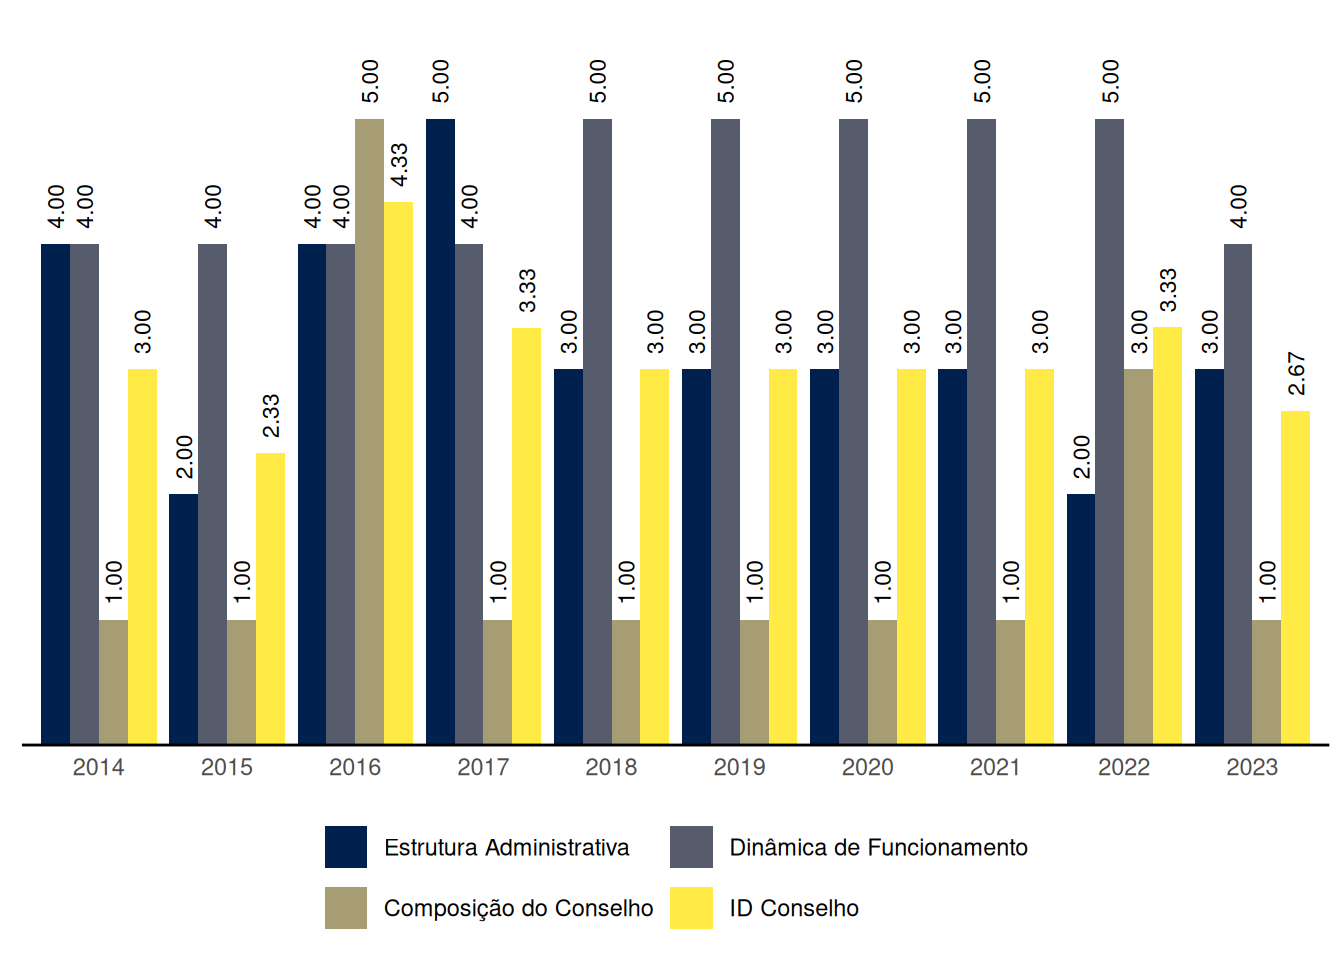 4.00 4.00 1.00 3.00
2.00 4.00 1.00 2.33
4.00 4.00 5.00 4.33
5.00 4.00 1.00 3.33
3.00 5.00 1.00 3.00
3.00 5.00 1.00 3.00
3.00 5.00 1.00 3.00
3.00 5.00 1.00 3.00
2.00 5.00 3.00 3.33
3.00 4.00 1.00 2.67
2014 2015 2016 2017 2018 2019 2020 2021 2022 2023
Estrutura Administrativa Dinâmica de Funcionamento
Composição do Conselho ID Conselho